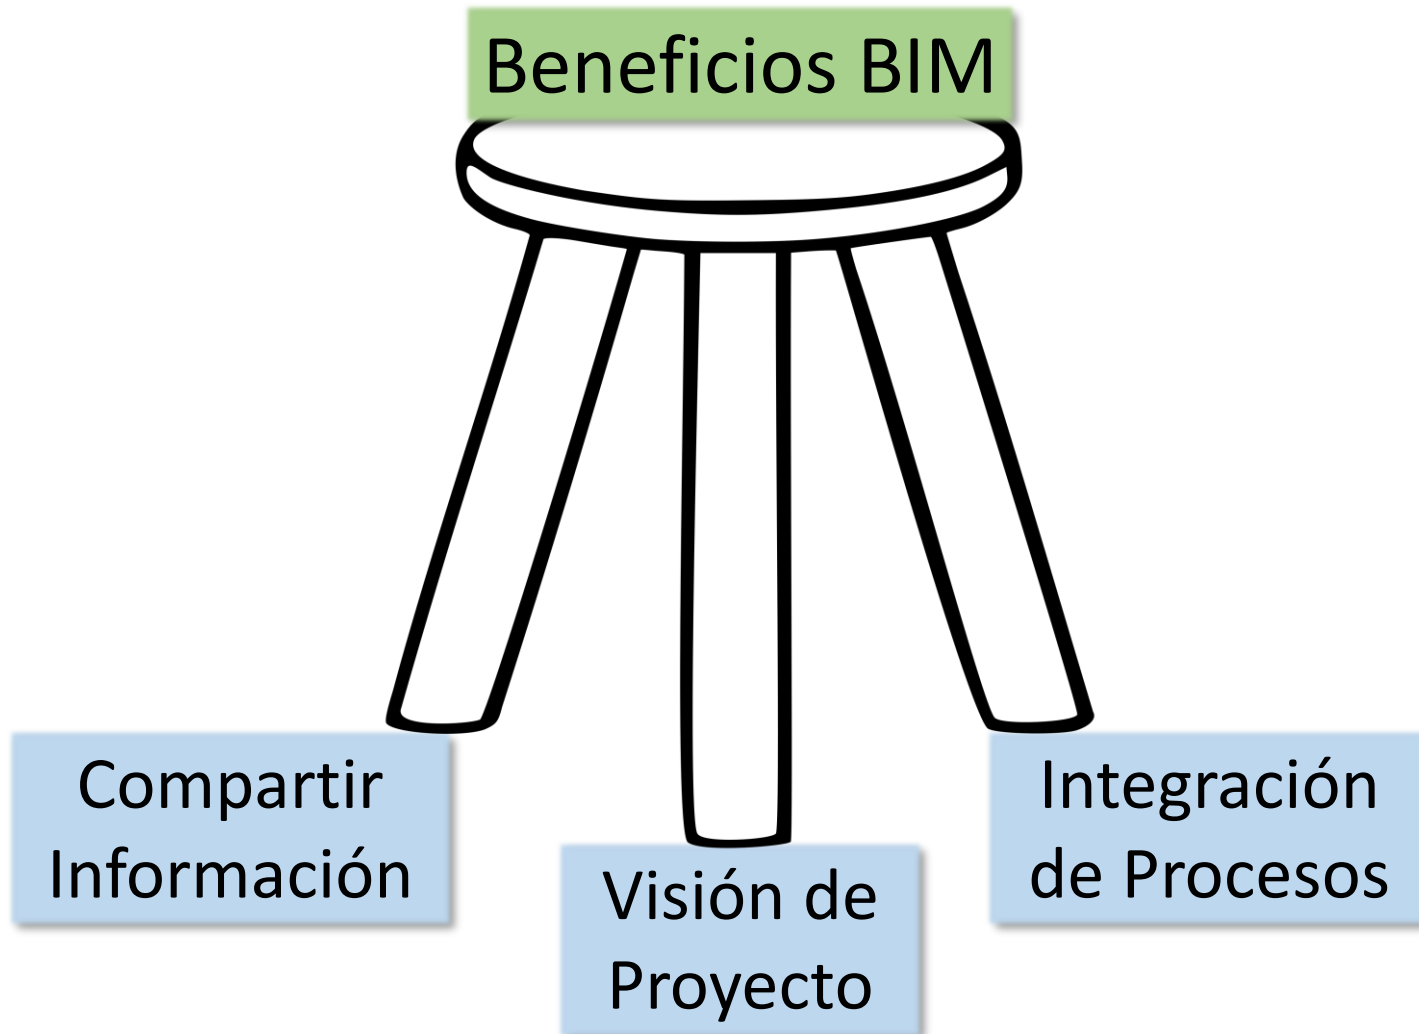 Beneficios BIM
Compartir
Información
Visión de
Proyecto
Integración
de Procesos